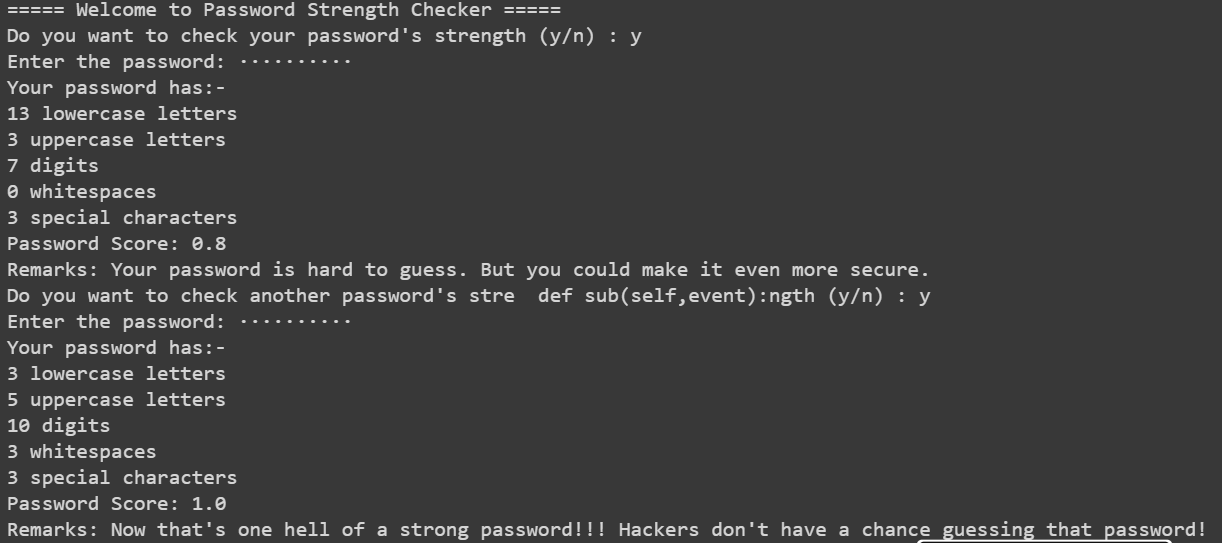 ===== Welcome to Password Strength Checker =====
Do you want to check your password's strength (y/n) : y
Enter the password: ··········
Your password has:-
13 lowercase letters
3 uppercase letters
7 digits
0 whitespaces
3 special characters
Password Score: 0.8
Remarks: Your password is hard to guess. But you could make it even more secure.
Do you want to check another password's stre  def sub(self,event):ngth (y/n) : y
Enter the password: ··········
Your password has:-
3 lowercase letters
5 uppercase letters
10 digits
3 whitespaces
3 special characters
Password Score: 1.0
Remarks: Now that's one hell of a strong password!!! Hackers don't have a chance guessing that password!